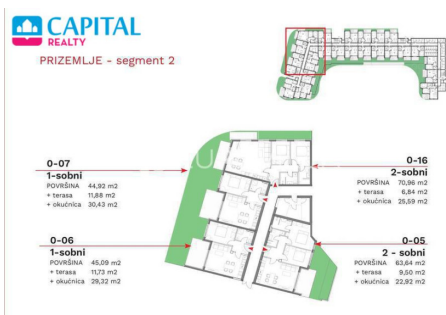 CAPITAL
REALTY
PRIZEMLJE - segment 2
0-07
1-sobni
POVRŠINA 44,92 m2
+ terasa 11,88 m2
+ okućnica 30,43 m2
0-16
2-sobni
POVRŠINA 70,96 m2
+ terasa 6,84 m2
+ okućnica 25,59 m2
0-06
1-sobni
POVRŠINA 45,09 m2
+ terasa 11,73 m2
+ okućnica 29,32 m2
0-05
2 - sobni
POVRŠINA 63,64 m2
+ terasa 9,50 m2
+ okućnica 22,92 m2